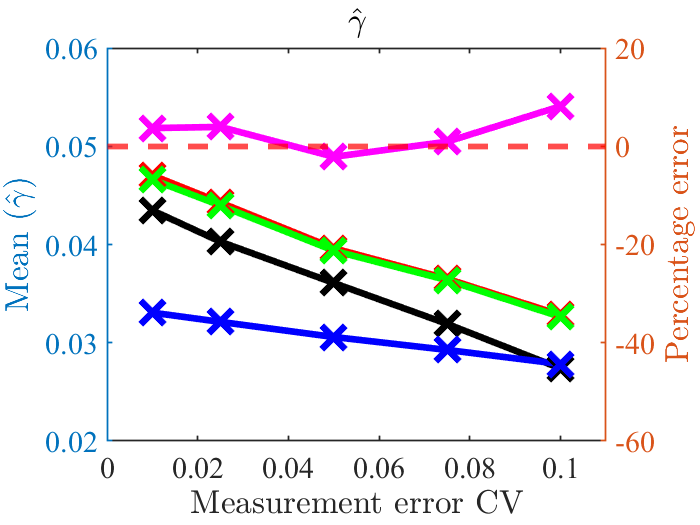 γ̂
0.06
0.05
0.04
0.03
0.02
Mean (γ̂)
20
0
-20
-40
-60
Percentage error
0 0.02 0.04 0.06 0.08 0.1
Measurement error CV